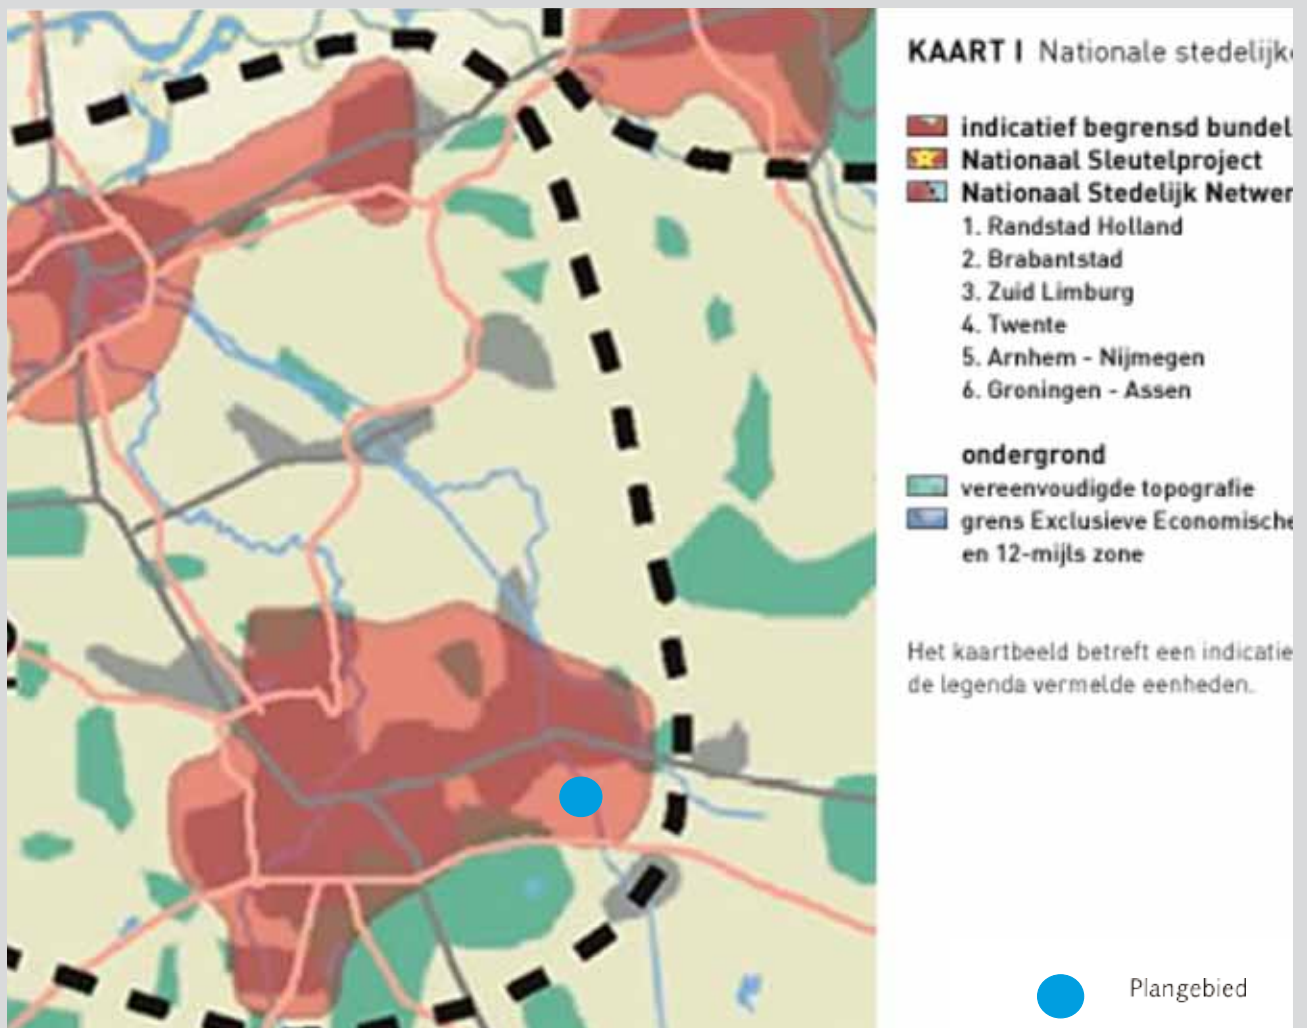 KAART I Nationale stedelijke
indicatief begrensd bundel
Nationaal Sleutelproject
Nationaal Stedelijk Netwer
1. Randstad Holland
2. Brabantstad
3. Zuid Limburg
4. Twente
5. Arnhem - Nijmegen
6. Groningen - Assen
ondergrond
vereenvoudigde topografie
grens Exclusieve Economische
en 12-mijls zone
Het kaartbeeld betreft een indicatie
de legenda vermelde eenheden.
Plangebied